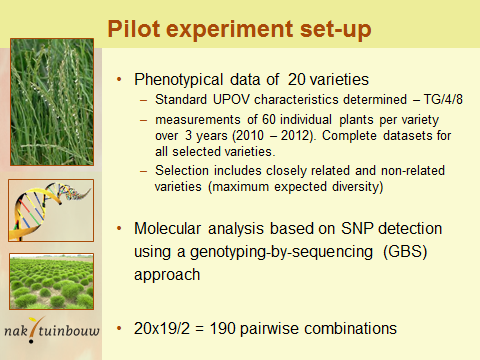 Pilot experiment set-up
• Phenotypical data of 20 varieties
– Standard UPOV characteristics determined – TG/4/8
– measurements of 60 individual plants per variety
over 3 years (2010 – 2012). Complete datasets for
all selected varieties.
– Selection includes closely related and non-related
varieties (maximum expected diversity)
• Molecular analysis based on SNP detection
using a genotyping-by-sequencing (GBS)
approach
• 20x19/2 = 190 pairwise combinations
nak tuinbouw